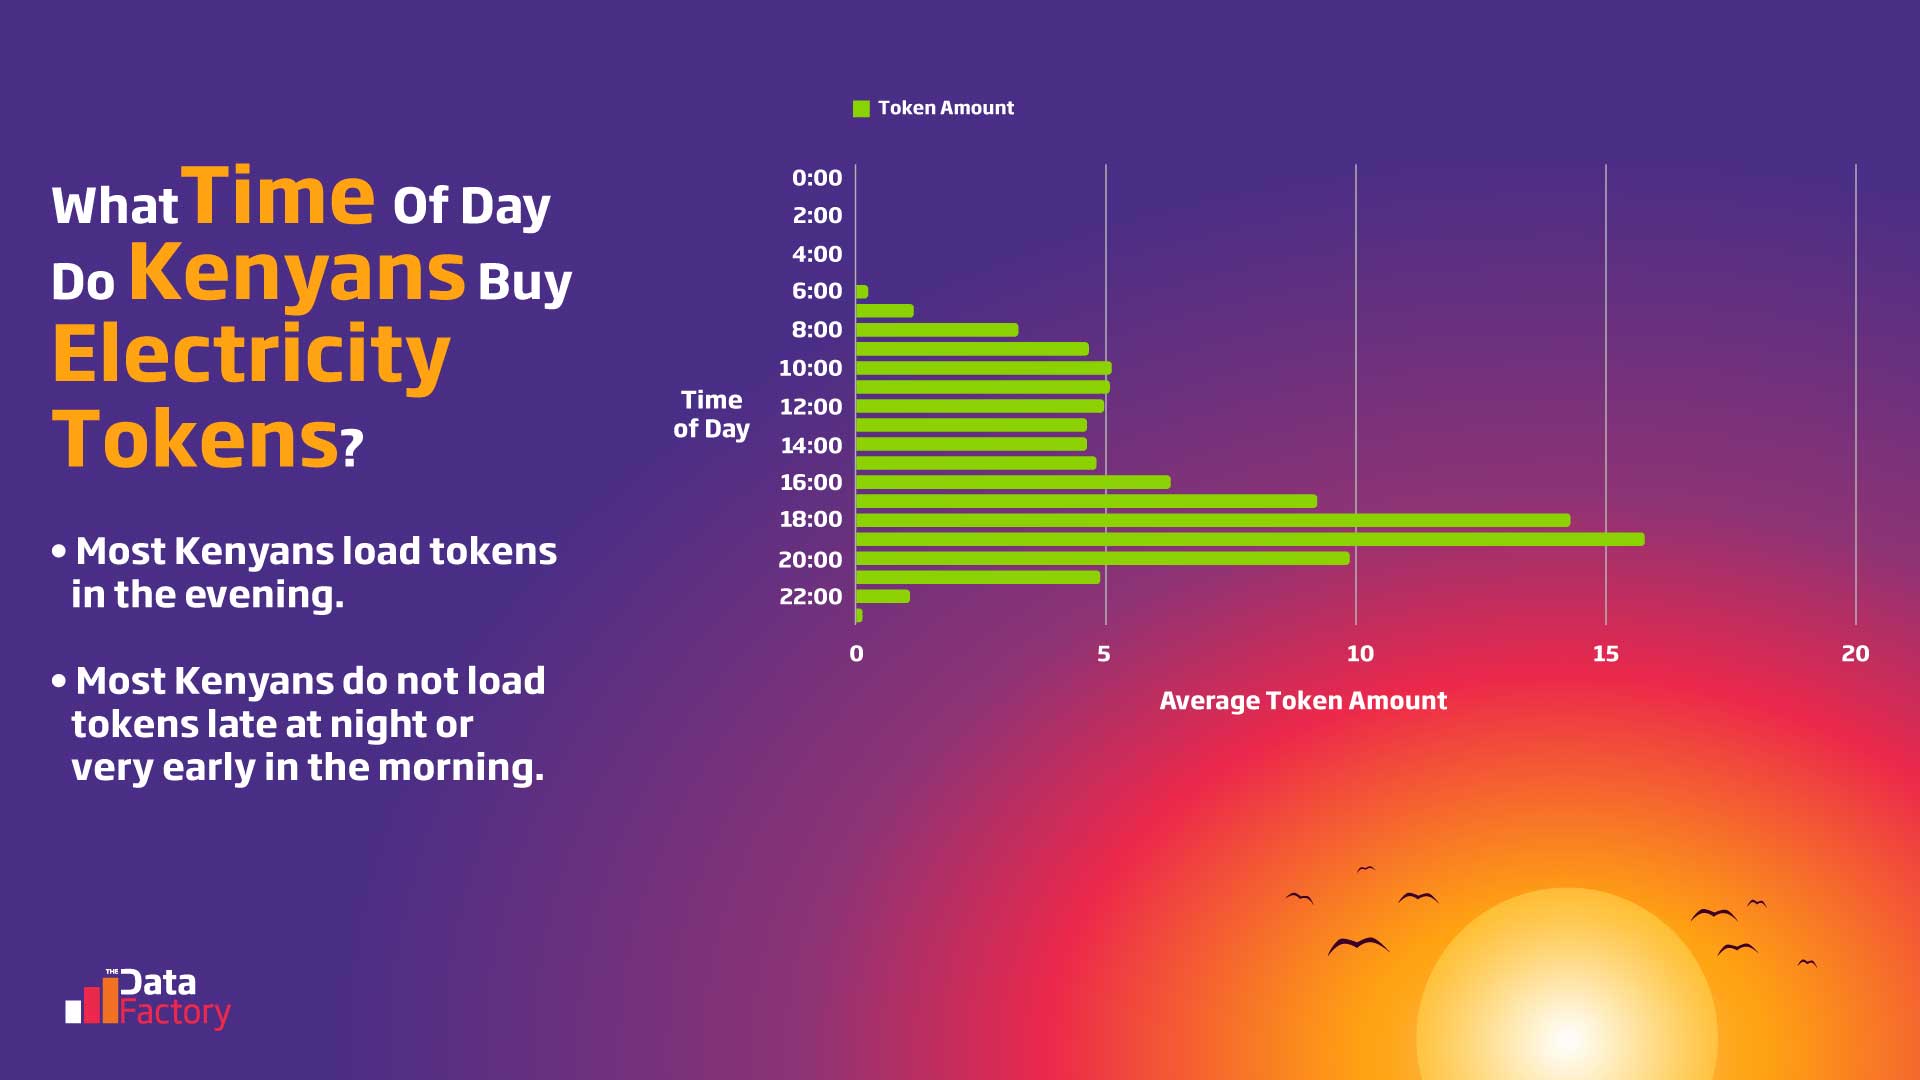 What Time Of Day
Do Kenyans Buy
Electricity
Tokens?
• Most Kenyans load tokens
in the evening.
• Most Kenyans do not load
tokens late at night or
very early in the morning.
THE
Data
Factory
Token Amount
Time
of Day
0:00
2:00
4:00
6:00
8:00
10:00
12:00
14:00
16:00
18:00
20:00
22:00
0 5 10 15 20
Average Token Amount